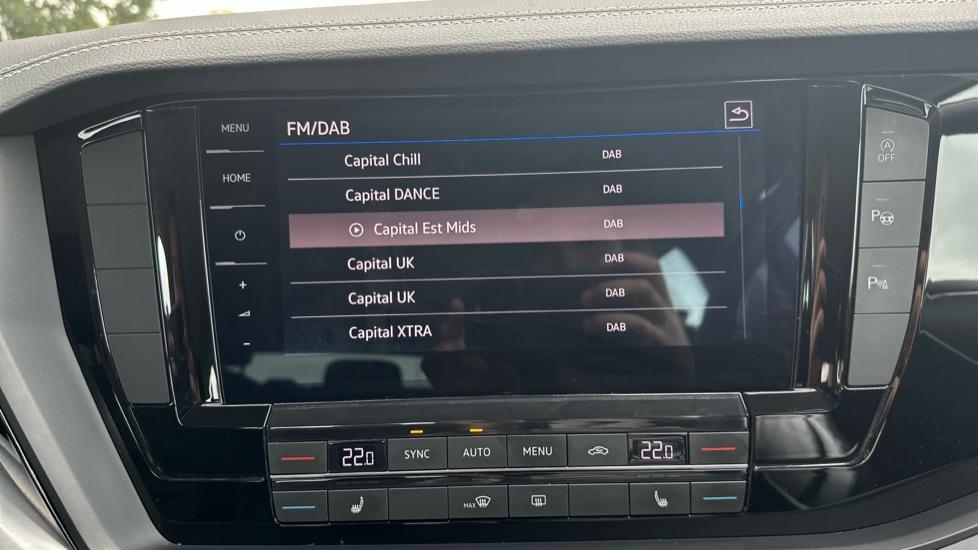 MENU
HOME
+
-
FM/DAB
Capital Chill DAB
Capital DANCE DAB
Capital Est Mids DAB
Capital UK DAB
Capital UK DAB
Capital XTRA DAB
A
OFF
P
P
22.0 SYNC AUTO MENU 22.0
MAX